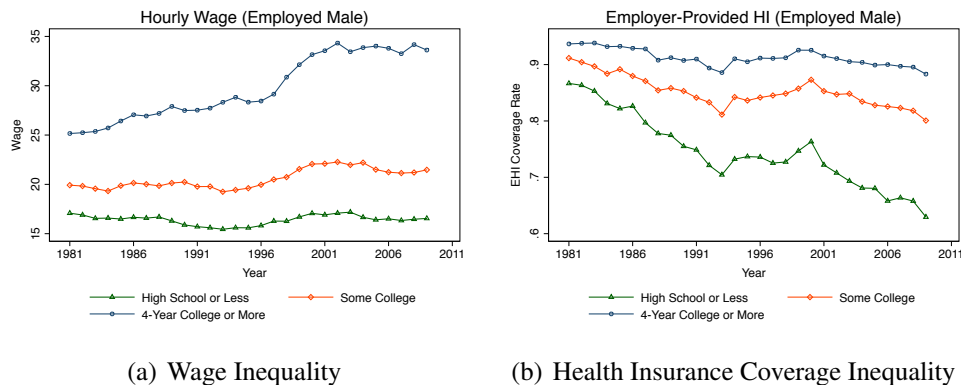 Hourly Wage (Employed Male)
35
30
25
20
15
Wage
1981
1986
1991
1996
2001
2006
2011
Year
High School or Less
Some College
4-Year College or More
(a) Wage Inequality
Employer-Provided HI (Employed Male)
.9
.8
.7
.6
EHI Coverage Rate
1981
1986
1991
1996
2001
2006
2011
Year
High School or Less
Some College
4-Year College or More
(b) Health Insurance Coverage Inequality